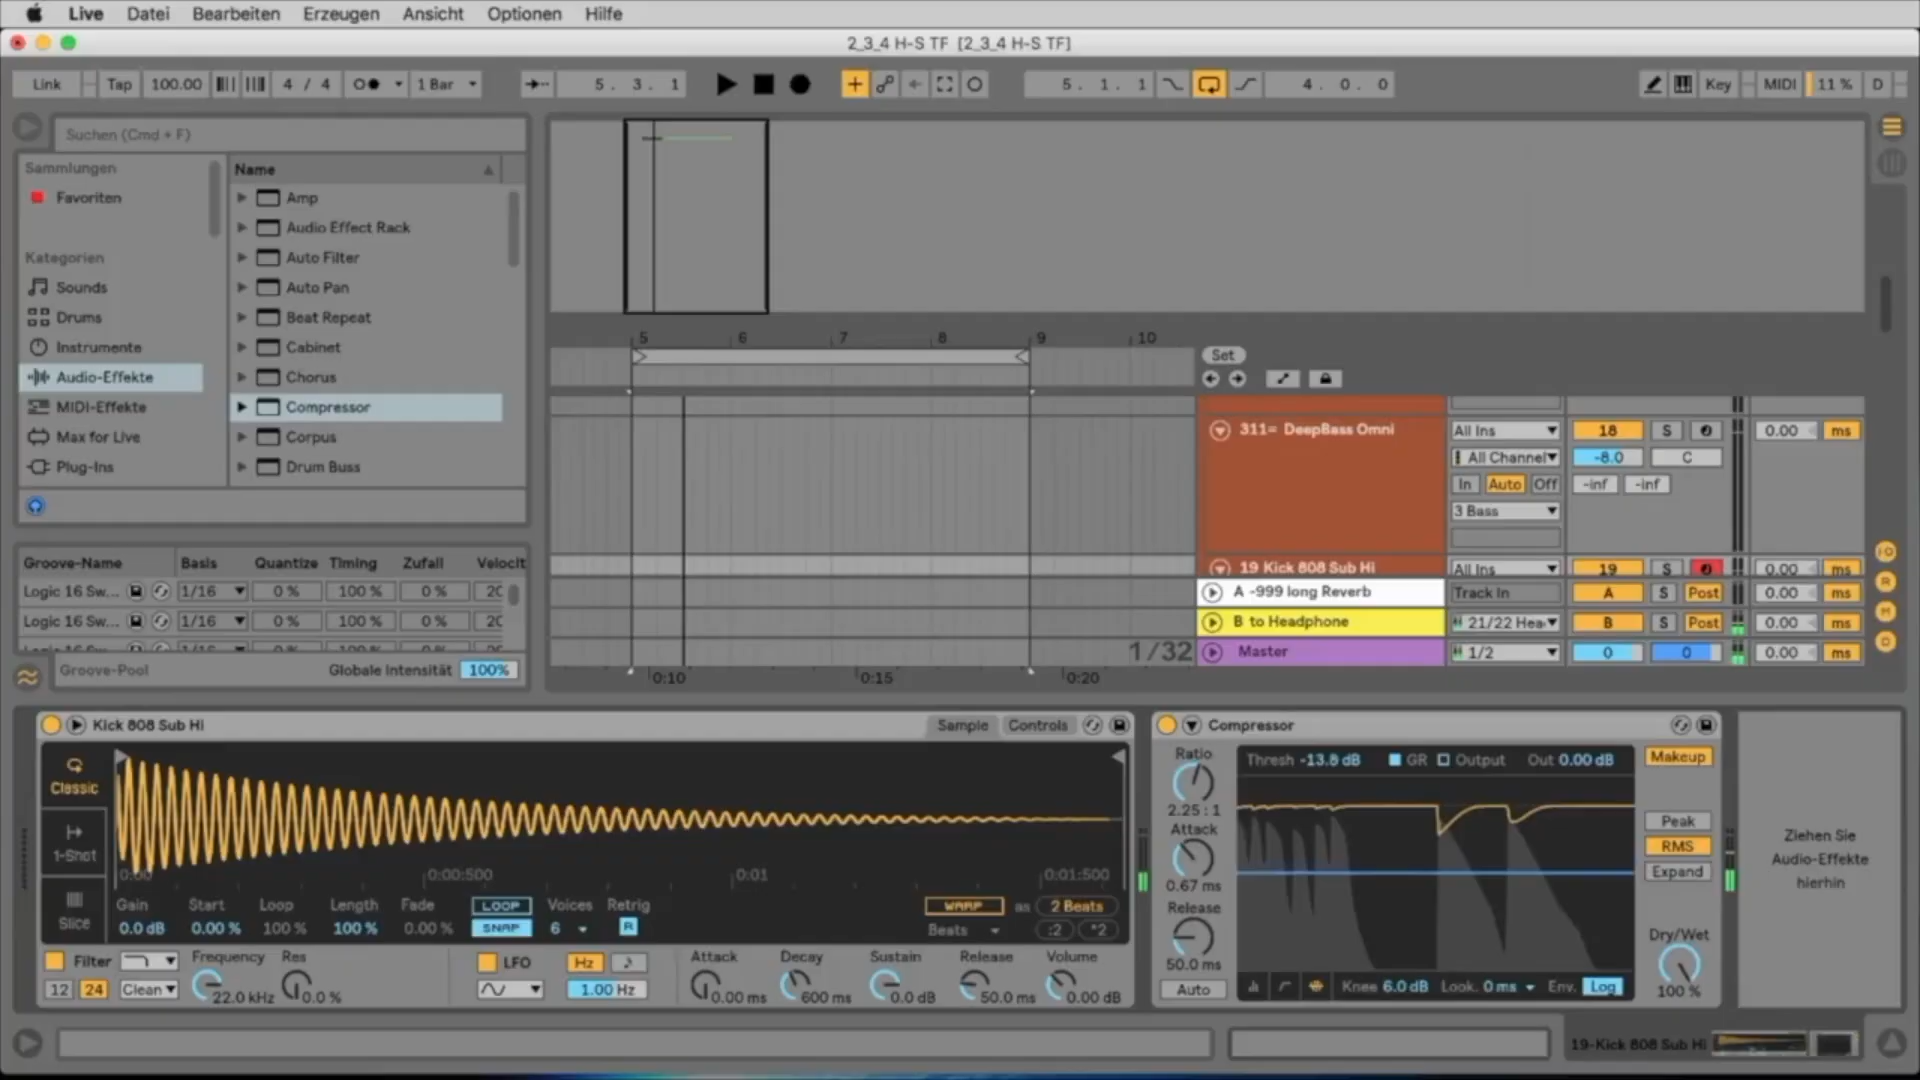 Live Datei Bearbeiten Erzeugen Ansicht Optionen Hilfe
2_3_4 H-S TF [2_3_4 H-S TF]
Link Tap 100.00 4 / 4 1 Bar 5. 3. 1 5. 1. 1 4. 0. 0 Key MIDI 11 % D
Suchen (Cmd + F)
Sammlungen
Favoriten
Kategorien
Sounds
Drums
Instrumente
Audio-Effekte
MIDI-Effekte
Max for Live
Plug-Ins
Name
Amp
Audio Effect Rack
Auto Filter
Auto Pan
Beat Repeat
Cabinet
Chorus
Compressor
Corpus
Drum Buss
Groove-Name Basis Quantize Timing Zufall Velocit
Logic 16 Sw... 1/16 0 % 100 % 0 % 20
Logic 16 Sw... 1/16 0 % 100 % 0 % 20
Groove-Pool Globale Intensität 100%
5 6 7 8 9 10
Set
311= DeepBass Omni All Ins 18 S 0.00 ms
All Channel -8.0 C
In Auto Off -inf -inf
3 Bass
19 Kick 808 Sub Hi All Ins 19 S 0.00 ms
A -999 long Reverb Track In A S Post 0.00 ms
B to Headphone 21/22 Hea B S Post 0.00 ms
1/32 Master 1/2 0 0 0.00 ms
0:10 0:15 0:20
Kick 808 Sub Hi Sample Controls
Classic
1-Shot
Slice
0:00 0:00:500 0:01 0:01:500
Gain Start Loop Length Fade LOOP Voices Retrig WARP as 2 Beats
0.0 dB 0.00 % 100 % 100 % 0.00 % SNAP 6 R Beats :2 *2
Filter Frequency Res LFO Hz Attack Decay Sustain Release Volume
12 24 Clean 22.0 kHz 0.0 % 1.00 Hz 0.00 ms 600 ms 0.0 dB 50.0 ms 0.00 dB
Compressor
Ratio
2.25 : 1
Attack
0.67 ms
Release
50.0 ms
Auto
Thresh -13.8 dB GR Output Out 0.00 dB
Knee 6.0 dB Look. 0 ms Env. Log
Makeup
Peak
RMS
Expand
Dry/Wet
100 %
Ziehen Sie
Audio-Effekte
hierhin
19-Kick 808 Sub Hi